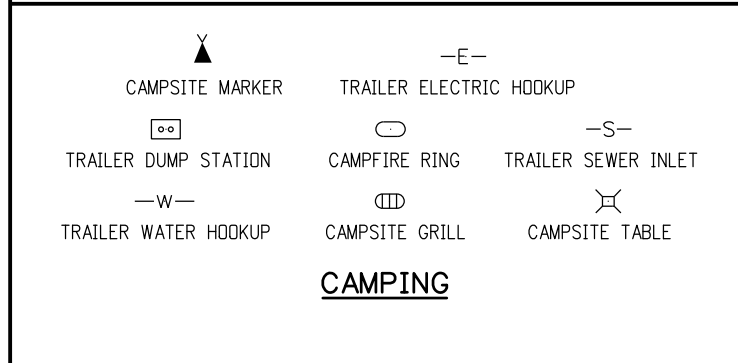 —E—
CAMPSITE MARKER TRAILER ELECTRIC HOOKUP
—S—
TRAILER DUMP STATION CAMPFIRE RING TRAILER SEWER INLET
—W—
TRAILER WATER HOOKUP CAMPSITE GRILL CAMPSITE TABLE
CAMPING